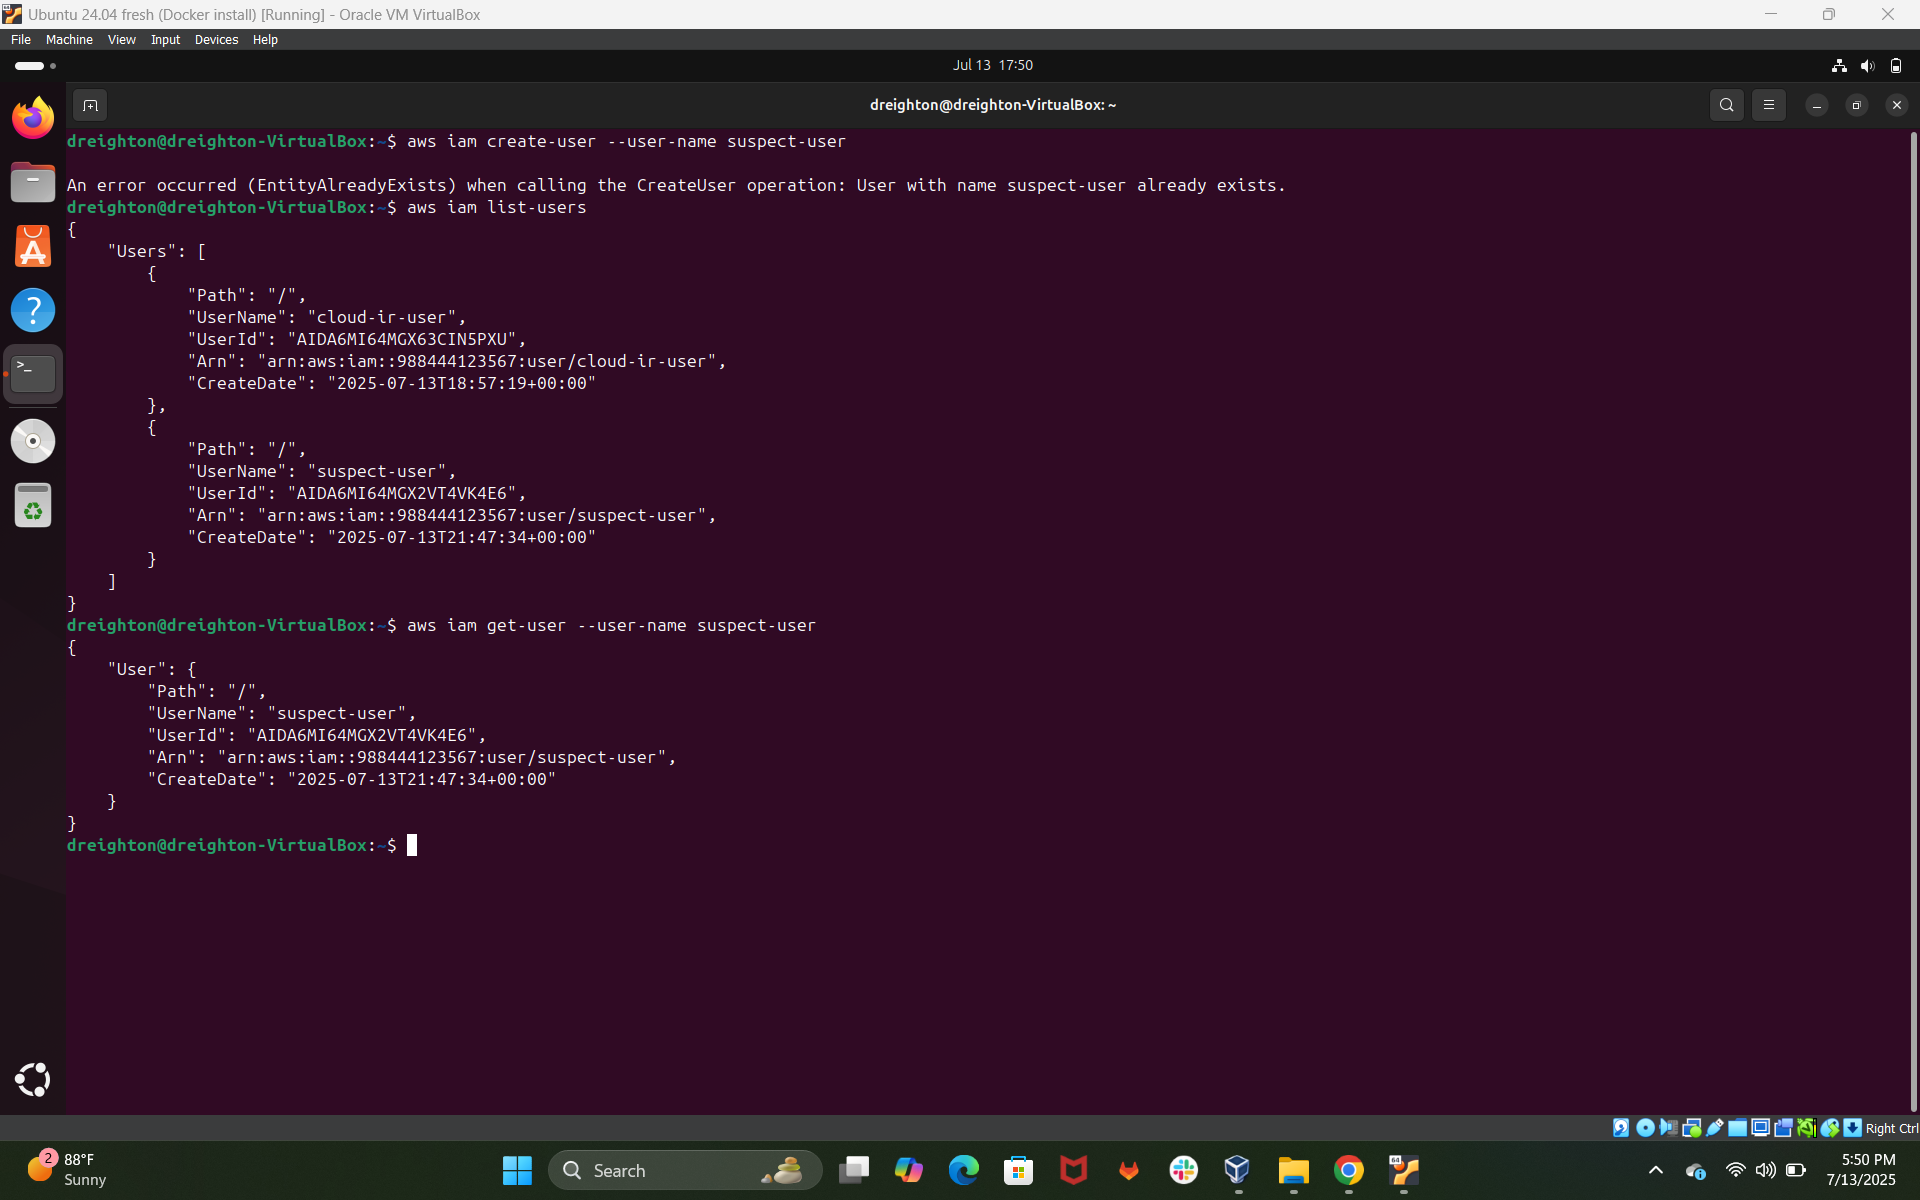 Ubuntu 24.04 fresh (Docker install) [Running] - Oracle VM VirtualBox
File Machine View Input Devices Help
Jul 13 17:50
dreighton@dreighton-VirtualBox: ~
dreighton@dreighton-VirtualBox:~$ aws iam create-user --user-name suspect-user

An error occurred (EntityAlreadyExists) when calling the CreateUser operation: User with name suspect-user already exists.
dreighton@dreighton-VirtualBox:~$ aws iam list-users
{
    "Users": [
        {
            "Path": "/",
            "UserName": "cloud-ir-user",
            "UserId": "AIDA6MI64MGX63CIN5PXU",
            "Arn": "arn:aws:iam::988444123567:user/cloud-ir-user",
            "CreateDate": "2025-07-13T18:57:19+00:00"
        },
        {
            "Path": "/",
            "UserName": "suspect-user",
            "UserId": "AIDA6MI64MGX2VT4VK4E6",
            "Arn": "arn:aws:iam::988444123567:user/suspect-user",
            "CreateDate": "2025-07-13T21:47:34+00:00"
        }
    ]
}
dreighton@dreighton-VirtualBox:~$ aws iam get-user --user-name suspect-user
{
    "User": {
        "Path": "/",
        "UserName": "suspect-user",
        "UserId": "AIDA6MI64MGX2VT4VK4E6",
        "Arn": "arn:aws:iam::988444123567:user/suspect-user",
        "CreateDate": "2025-07-13T21:47:34+00:00"
    }
}
dreighton@dreighton-VirtualBox:~$
Right Ctrl
2
88°F
Sunny
Search
64
5:50 PM
7/13/2025